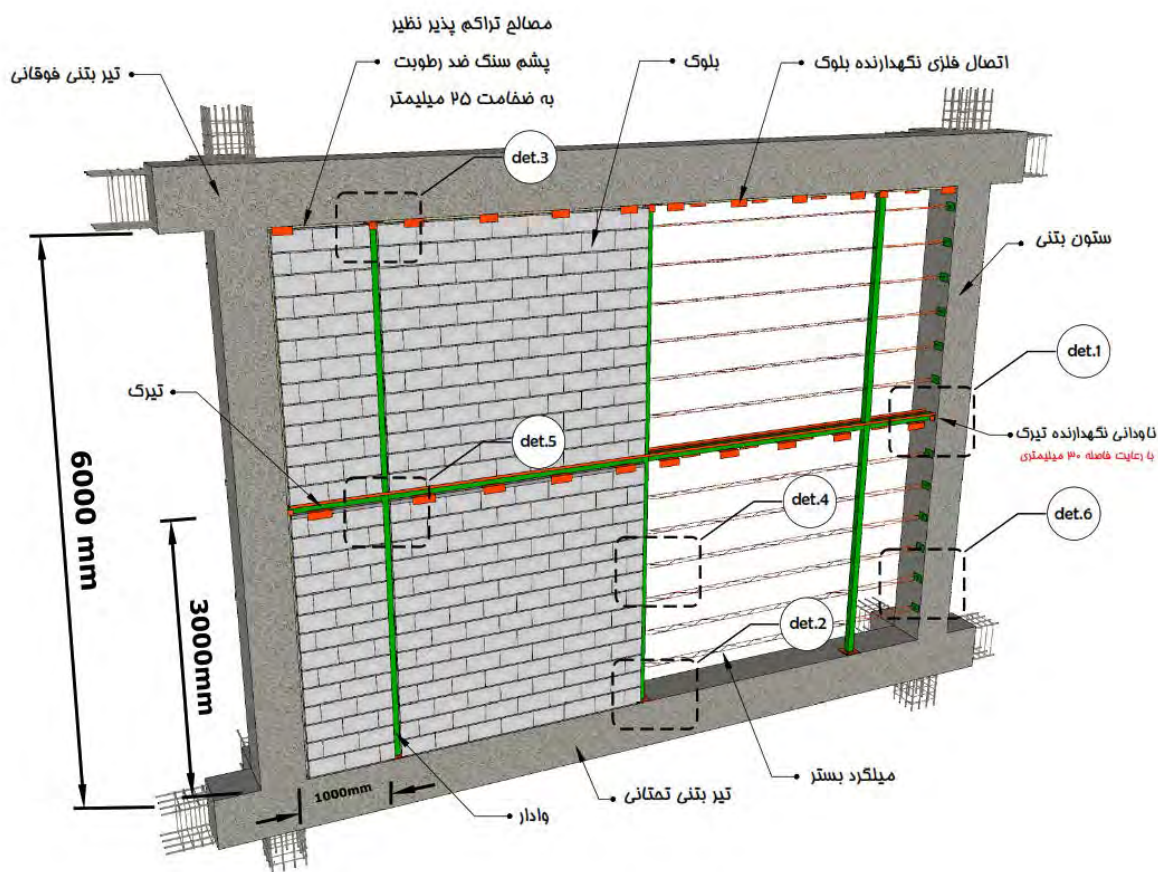 مصالح تراکم پذیر نظیر
پشم سنگ ضد رطوبت
به ضخامت ۲۵ میلیمتر
تیر بتنی فوقانی
بلوک
اتصال فلزی نگهدارنده بلوک
det.3
ستون بتنی
det.1
تیرک
det.5
ناودانی نگهدارنده تیرک
با رعایت فاصله ۳۰ میلیمتری
6000 mm
det.4
det.6
3000mm
det.2
1000mm
میلگرد بستر
تیر بتنی تحتانی
وادار